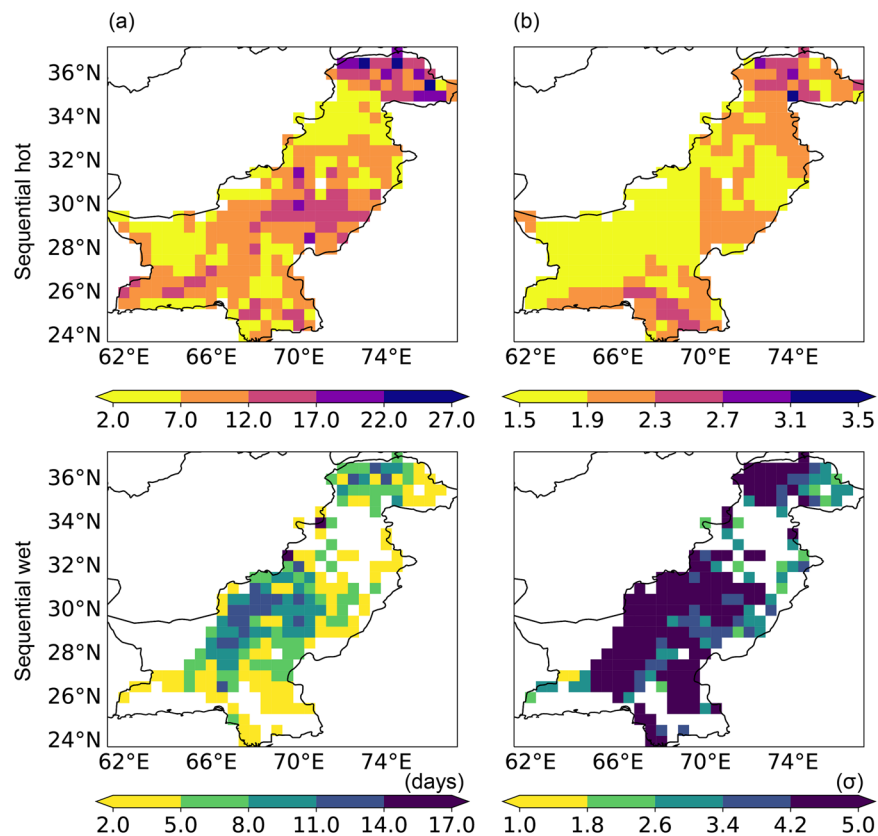 (a) (b)
Sequential hot
36°N
34°N
32°N
30°N
28°N
26°N
24°N
62°E 66°E 70°E 74°E 62°E 66°E 70°E 74°E
2.0 7.0 12.0 17.0 22.0 27.0 1.5 1.9 2.3 2.7 3.1 3.5
Sequential wet
36°N
34°N
32°N
30°N
28°N
26°N
24°N
62°E 66°E 70°E 74°E 62°E 66°E 70°E 74°E
(days) (σ)
2.0 5.0 8.0 11.0 14.0 17.0 1.0 1.8 2.6 3.4 4.2 5.0